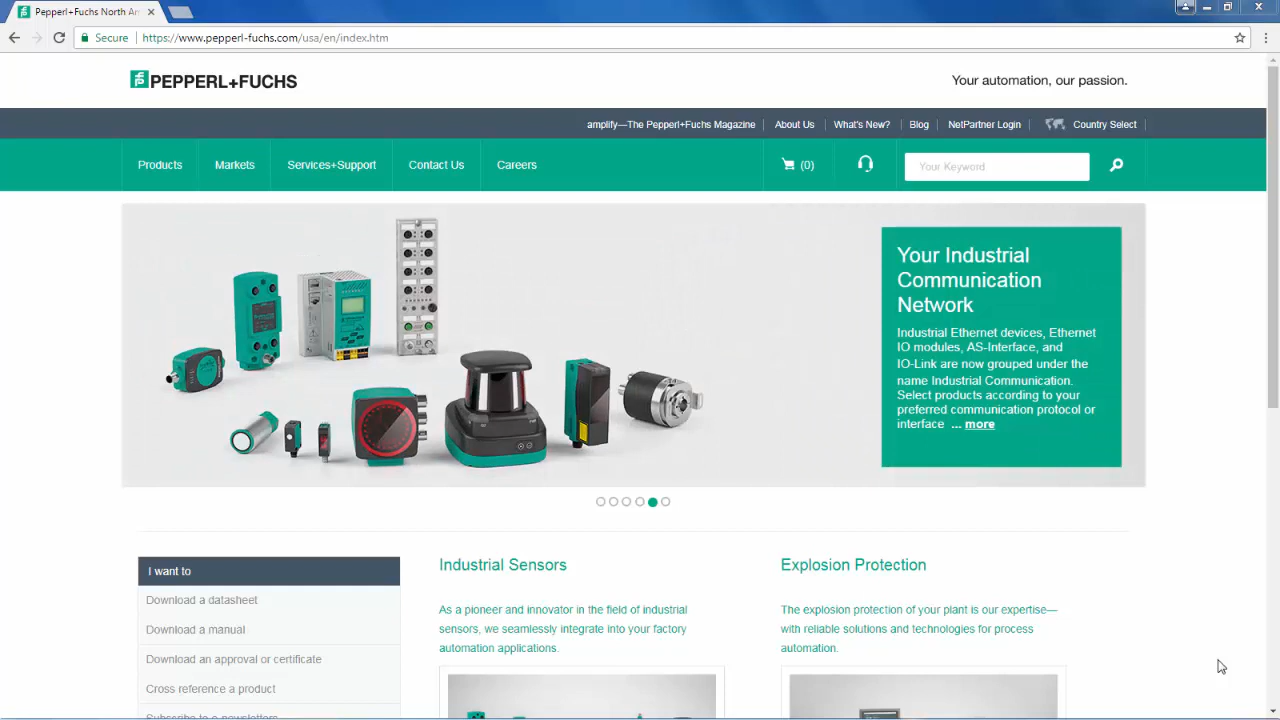 Pepperl+Fuchs North Am
Secure https://www.pepperl-fuchs.com/usa/en/index.htm
PEPPERL+FUCHS
Your automation, our passion.
amplify—The Pepperl+Fuchs Magazine
About Us
What's New?
Blog
NetPartner Login
Country Select
Products
Markets
Services+Support
Contact Us
Careers
(0)
Your Keyword
Your Industrial
Communication
Network
Industrial Ethernet devices, Ethernet
IO modules, AS-Interface, and
IO-Link are now grouped under the
name Industrial Communication.
Select products according to your
preferred communication protocol or
interface ... more
I want to
Download a datasheet
Download a manual
Download an approval or certificate
Cross reference a product
Subscribe to e-newsletters
Industrial Sensors
As a pioneer and innovator in the field of industrial
sensors, we seamlessly integrate into your factory
automation applications.
Explosion Protection
The explosion protection of your plant is our expertise—
with reliable solutions and technologies for process
automation.